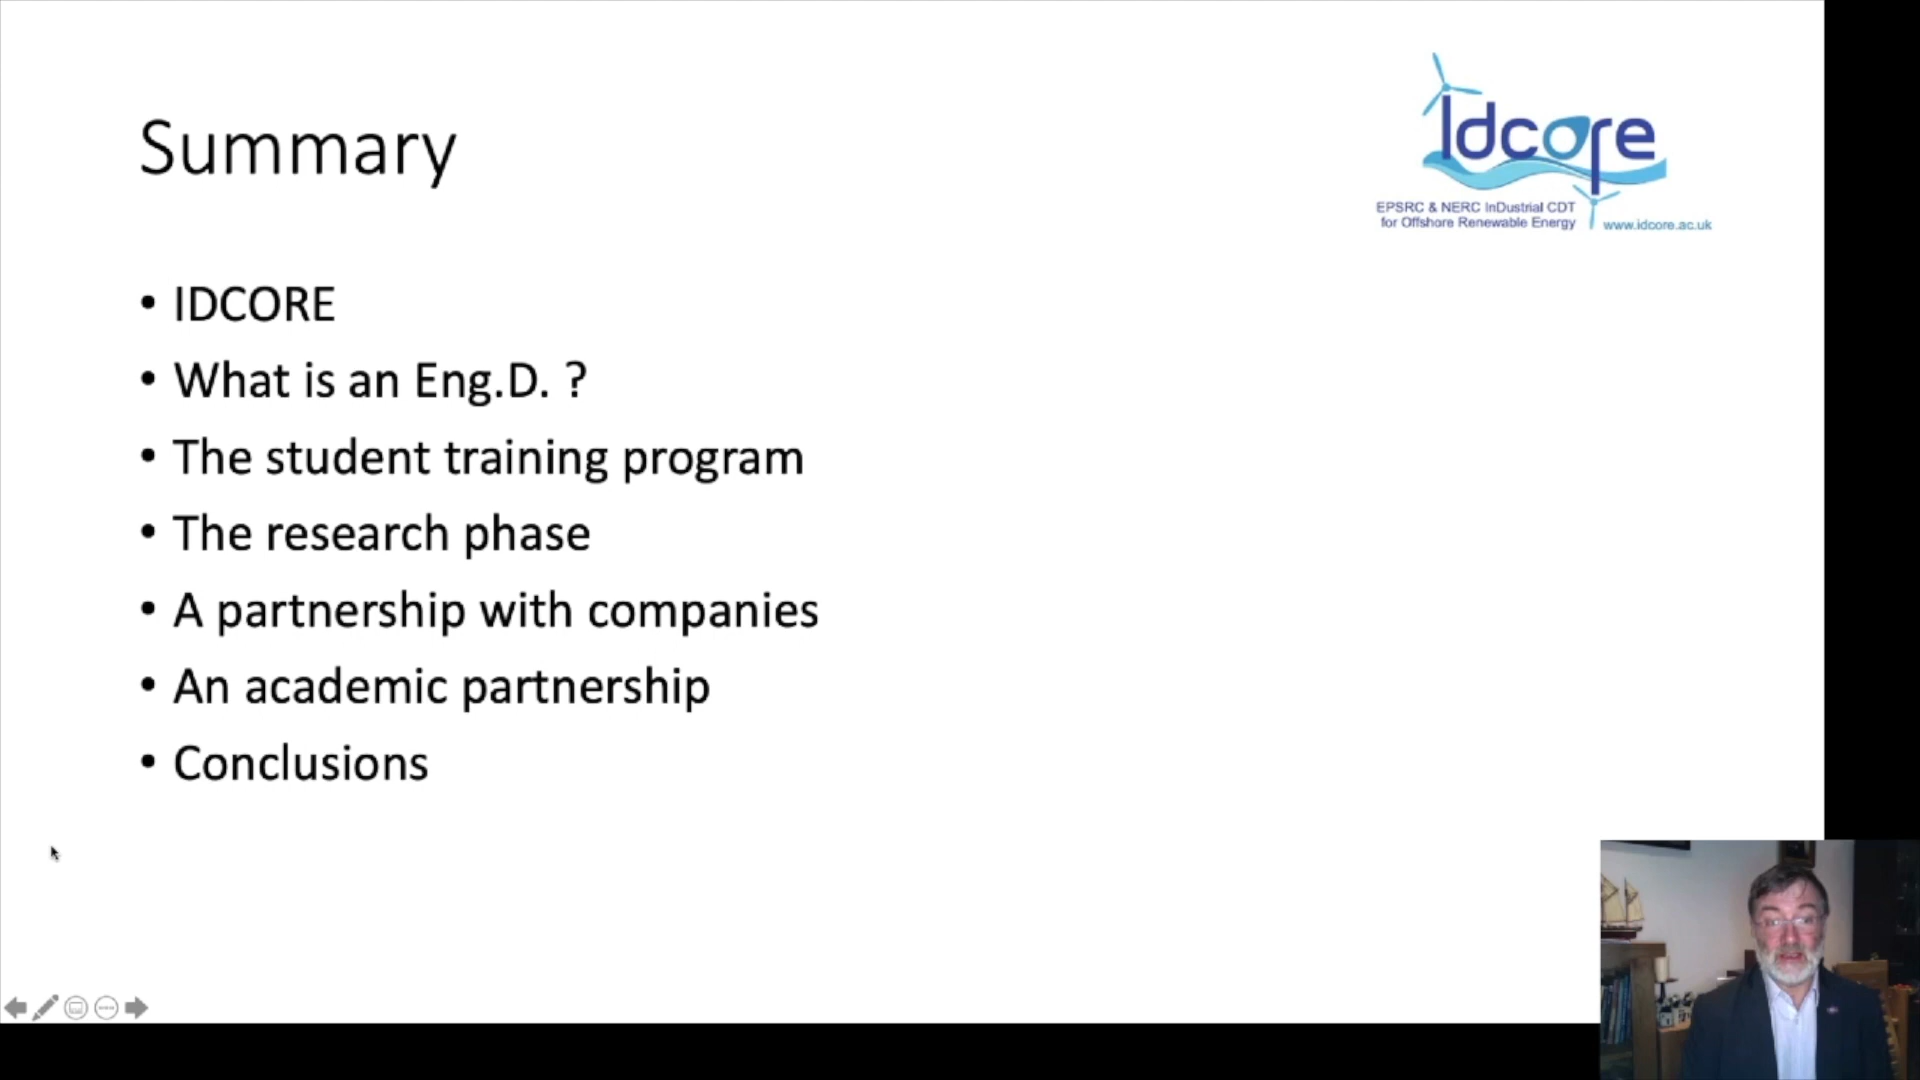 Summary
Idcore
EPSRC & NERC InDustrial CDT
for Offshore Renewable Energy
www.idcore.ac.uk
• IDCORE
• What is an Eng.D. ?
• The student training program
• The research phase
• A partnership with companies
• An academic partnership
• Conclusions